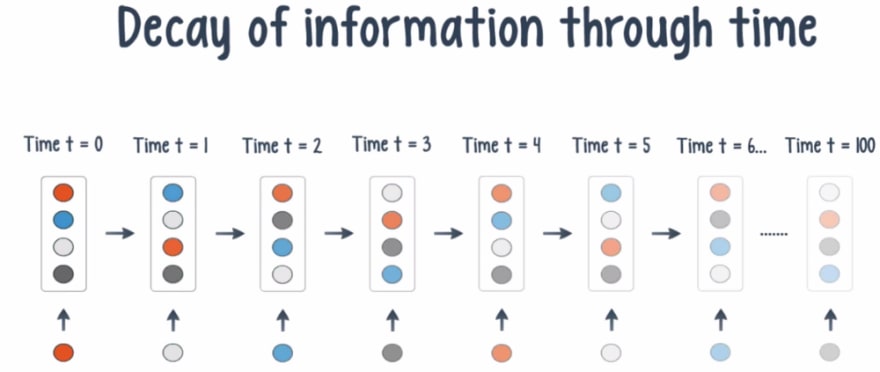 Decay of information through time
Time t = 0 Time t = 1 Time t = 2 Time t = 3 Time t = 4 Time t = 5 Time t = 6... Time t = 100